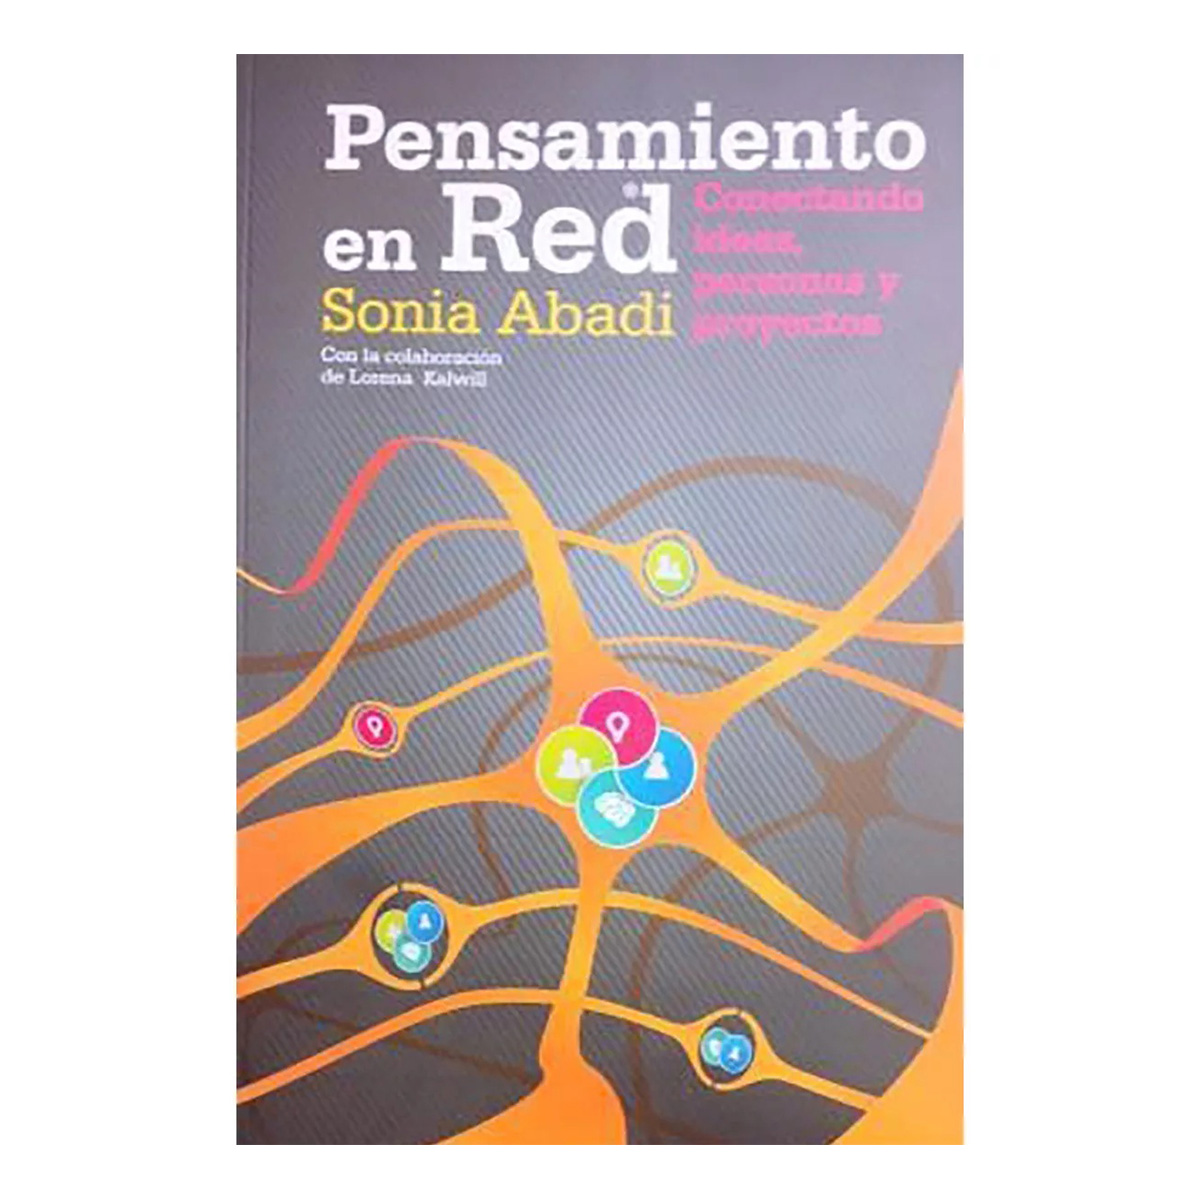 Pensamiento
en Red®
Conectando
ideas,
personas y
proyectos
Sonia Abadi
Con la colaboración
de Lorena Kalwill